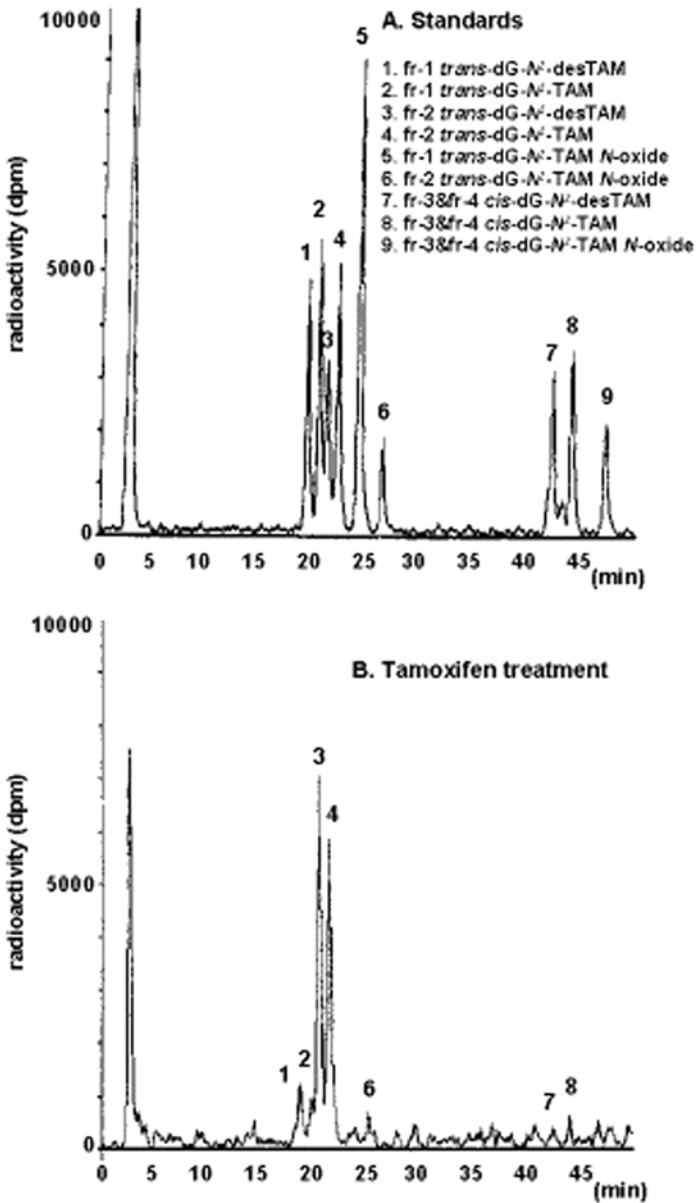 A. Standards
10000
5
1. fr-1 trans-dG-N²-desTAM
2. fr-1 trans-dG-N²-TAM
3. fr-2 trans-dG-N²-desTAM
4. fr-2 trans-dG-N²-TAM
5. fr-1 trans-dG-N²-TAM N-oxide
6. fr-2 trans-dG-N²-TAM N-oxide
7. fr-3&fr-4 cis-dG-N²-desTAM
8. fr-3&fr-4 cis-dG-N²-TAM
9. fr-3&fr-4 cis-dG-N²-TAM N-oxide
radioactivity (dpm)
2
1 4
5000
3
8
7
6 9
0
0 5 10 15 20 25 30 35 40 45
(min)
10000
B. Tamoxifen treatment
radioactivity (dpm)
3
4
5000
2
1
6 7 8
0
0 5 10 15 20 25 30 35 40 45
(min)